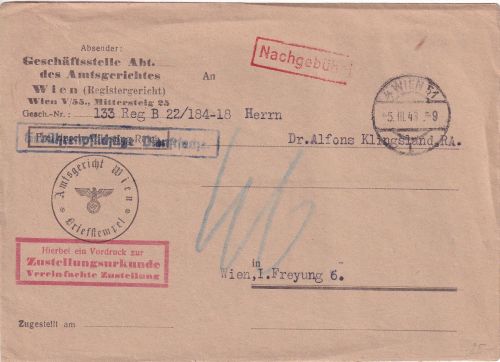 Absender:
Geschäftsstelle Abt.
des Amtsgerichtes
Wien (Registergericht)
Wien V/55., Mittersteig 25
Gesch.-Nr.: 133 Reg B 22/184-18
Nachgebühr
WIEN 51
An
Herrn
Dr.Alfons Klingsland,RA.
Amtsgericht Wien
Briefstempel
Hierbei ein Vordruck zur
Zustellungsurkunde
Vereinfachte Zustellung
in
Wien,I.Freyung 6.
Zugestellt am